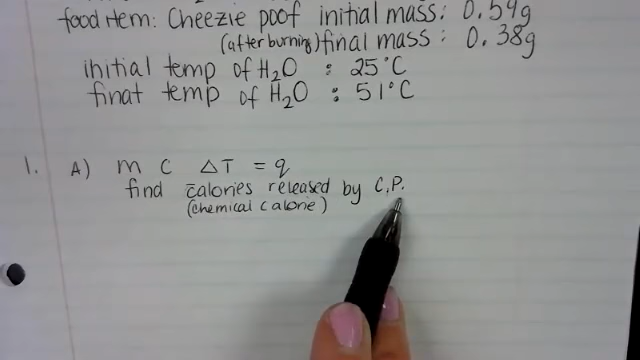 food item: Cheezie poof initial mass: 0.59g
(after burning) final mass: 0.38g
initial temp of H₂O : 25°C
final temp of H₂O : 51°C
1. A) m C ΔT = q
find calories released by C.P.
(chemical calorie)